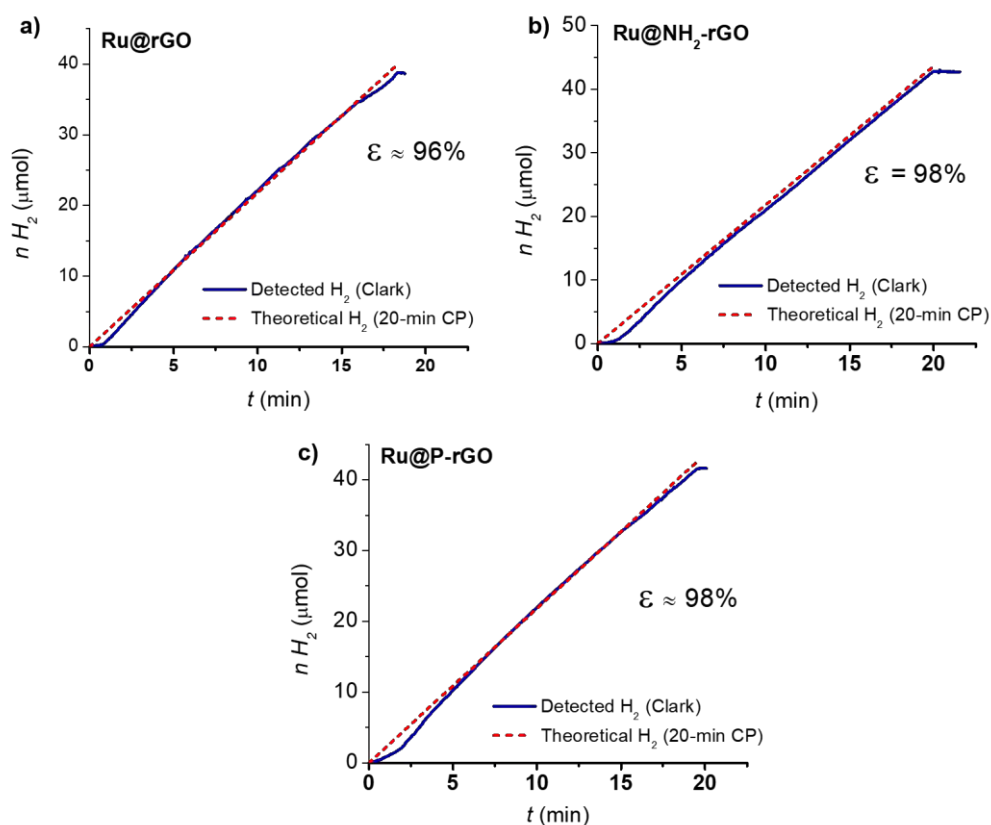 a)
Ru@rGO
n H₂ (μmol)
40
30
20
10
0
ε ≈ 96%
Detected H₂ (Clark)
Theoretical H₂ (20-min CP)
0 5 10 15 20
t (min)
b)
Ru@NH₂-rGO
n H₂ (μmol)
50
40
30
20
10
0
ε = 98%
Detected H₂ (Clark)
Theoretical H₂ (20-min CP)
0 5 10 15 20
t (min)
c)
Ru@P-rGO
n H₂ (μmol)
40
30
20
10
0
ε ≈ 98%
Detected H₂ (Clark)
Theoretical H₂ (20-min CP)
0 5 10 15 20
t (min)